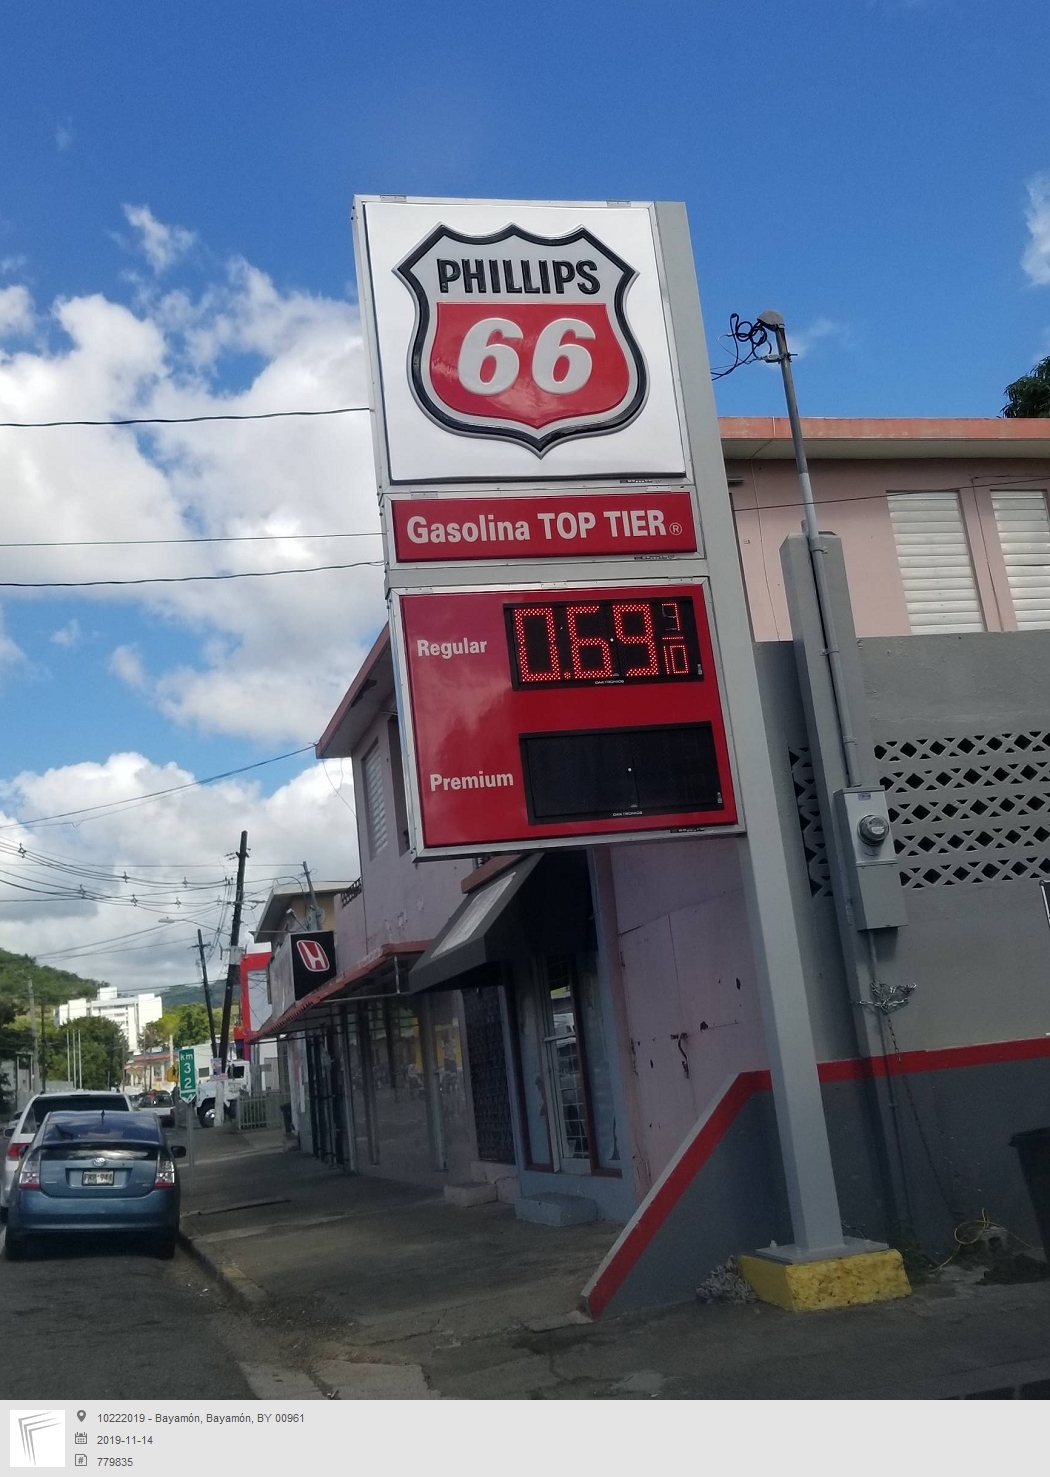 PHILLIPS
66
Gasolina TOP TIER®
Regular 0.69 9/10
Premium
km
3
2
10222019 - Bayamón, Bayamón, BY 00961
2019-11-14
779835